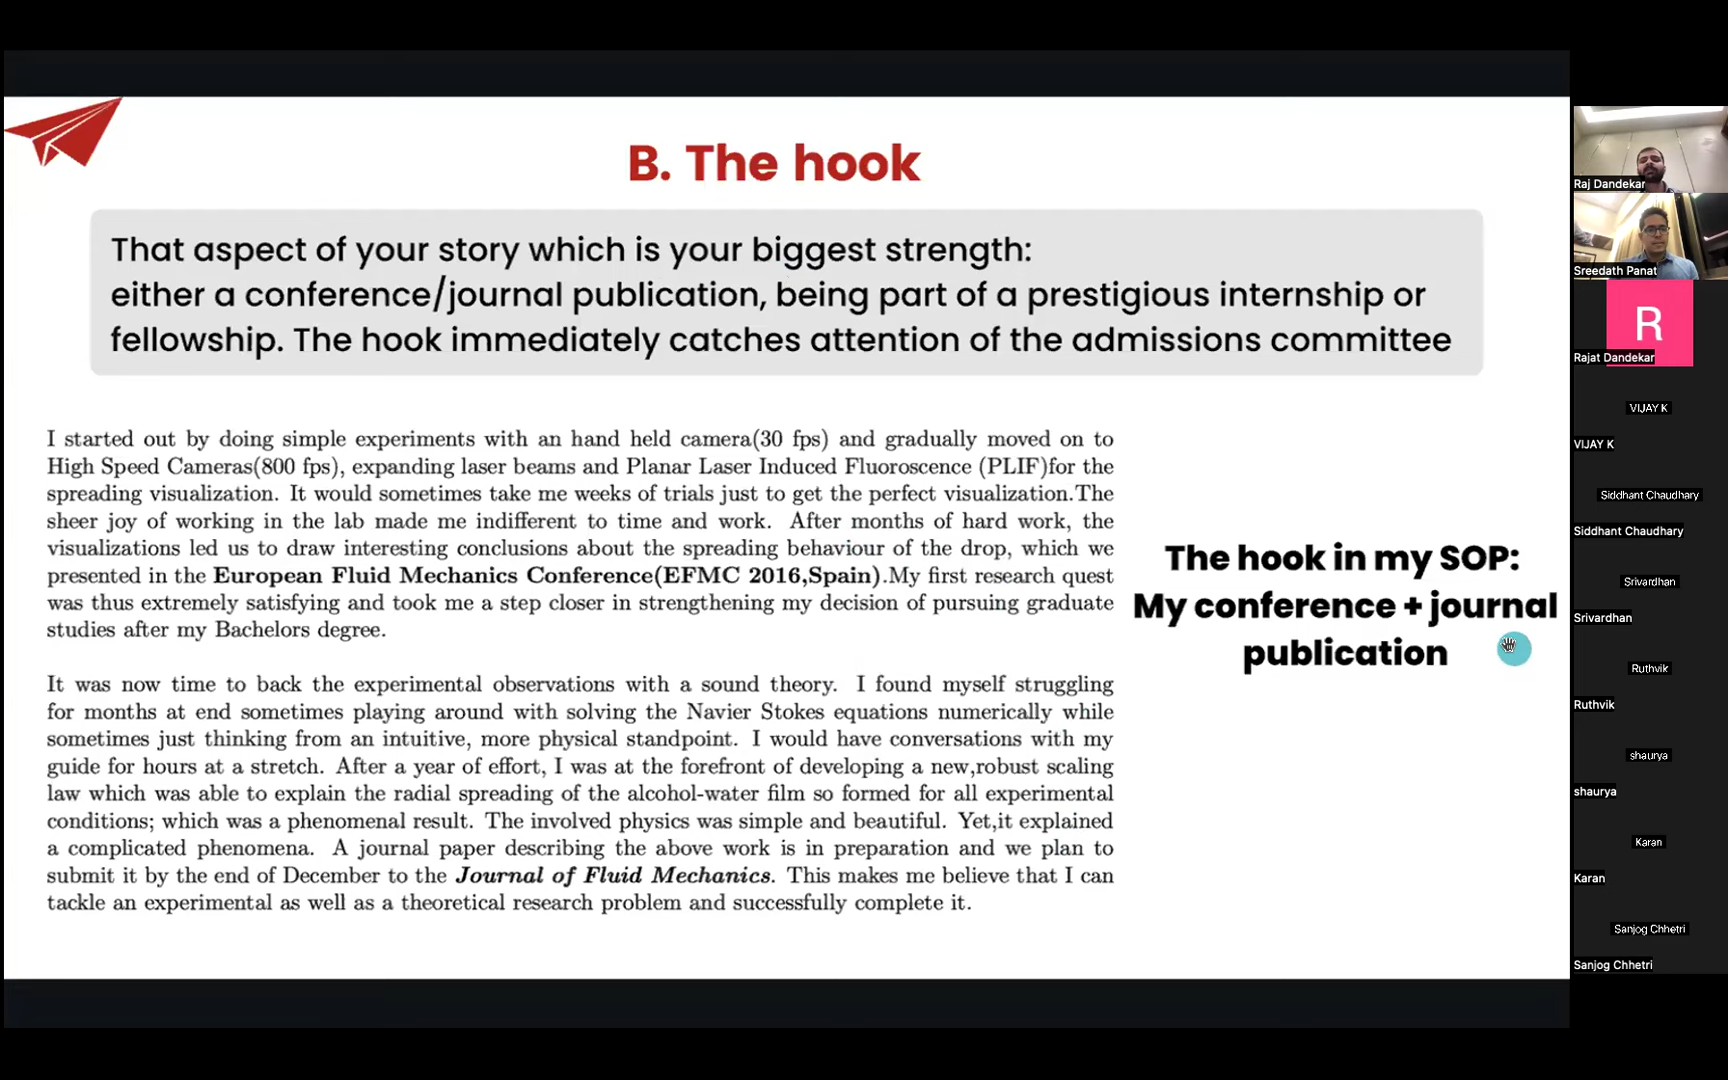 B. The hook
That aspect of your story which is your biggest strength:
either a conference/journal publication, being part of a prestigious internship or
fellowship. The hook immediately catches attention of the admissions committee
I started out by doing simple experiments with an hand held camera(30 fps) and gradually moved on to
High Speed Cameras(800 fps), expanding laser beams and Planar Laser Induced Fluoroscence (PLIF)for the
spreading visualization. It would sometimes take me weeks of trials just to get the perfect visualization.The
sheer joy of working in the lab made me indifferent to time and work. After months of hard work, the
visualizations led us to draw interesting conclusions about the spreading behaviour of the drop, which we
presented in the European Fluid Mechanics Conference(EFMC 2016,Spain).My first research quest
was thus extremely satisfying and took me a step closer in strengthening my decision of pursuing graduate
studies after my Bachelors degree.
It was now time to back the experimental observations with a sound theory. I found myself struggling
for months at end sometimes playing around with solving the Navier Stokes equations numerically while
sometimes just thinking from an intuitive, more physical standpoint. I would have conversations with my
guide for hours at a stretch. After a year of effort, I was at the forefront of developing a new,robust scaling
law which was able to explain the radial spreading of the alcohol-water film so formed for all experimental
conditions; which was a phenomenal result. The involved physics was simple and beautiful. Yet,it explained
a complicated phenomena. A journal paper describing the above work is in preparation and we plan to
submit it by the end of December to the Journal of Fluid Mechanics. This makes me believe that I can
tackle an experimental as well as a theoretical research problem and successfully complete it.
The hook in my SOP:
My conference + journal
publication
Raj Dandekar
Sreedath Panat
R
Rajat Dandekar
VIJAY K
VIJAY K
Siddhant Chaudhary
Siddhant Chaudhary
Srivardhan
Srivardhan
Ruthvik
Ruthvik
shaurya
shaurya
Karan
Karan
Sanjog Chhetri
Sanjog Chhetri